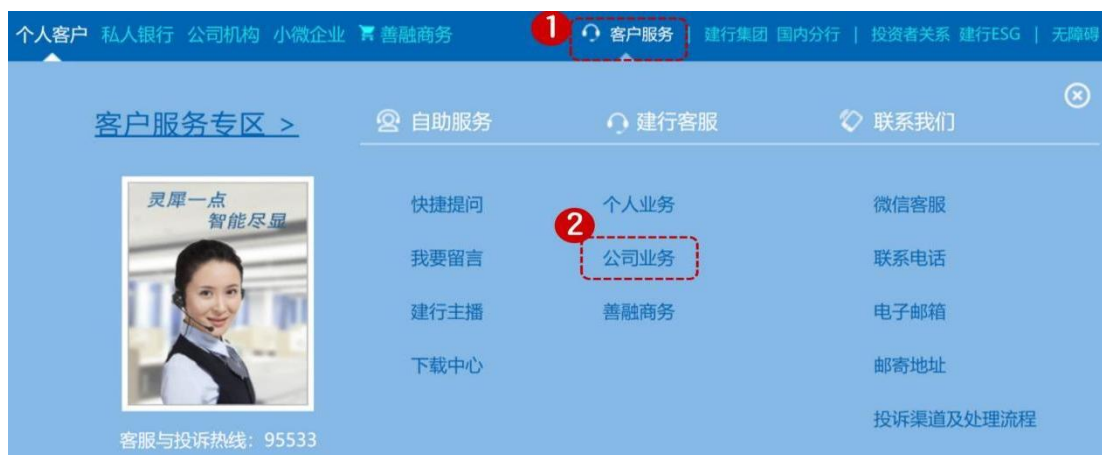 个人客户 私人银行 公司机构 小微企业 善融商务 1 客户服务 | 建行集团 国内分行 | 投资者关系 建行ESG | 无障碍
客户服务专区 > 自助服务 建行客服 联系我们
灵犀一点
智能尽显
快捷提问 个人业务 微信客服
2
我要留言 公司业务 联系电话
建行主播 善融商务 电子邮箱
下载中心 邮寄地址
投诉渠道及处理流程
客服与投诉热线：95533